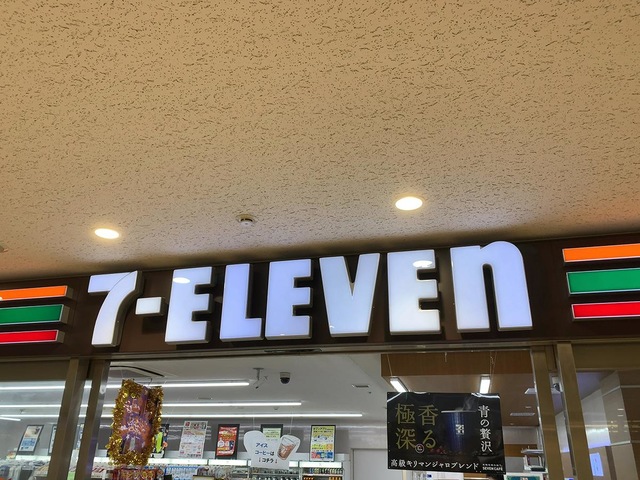 7-ELEVEn
アイス
コーヒーは
↓コチラ↓
香る
極深
青の贅沢
高級キリマンジャロブレンド